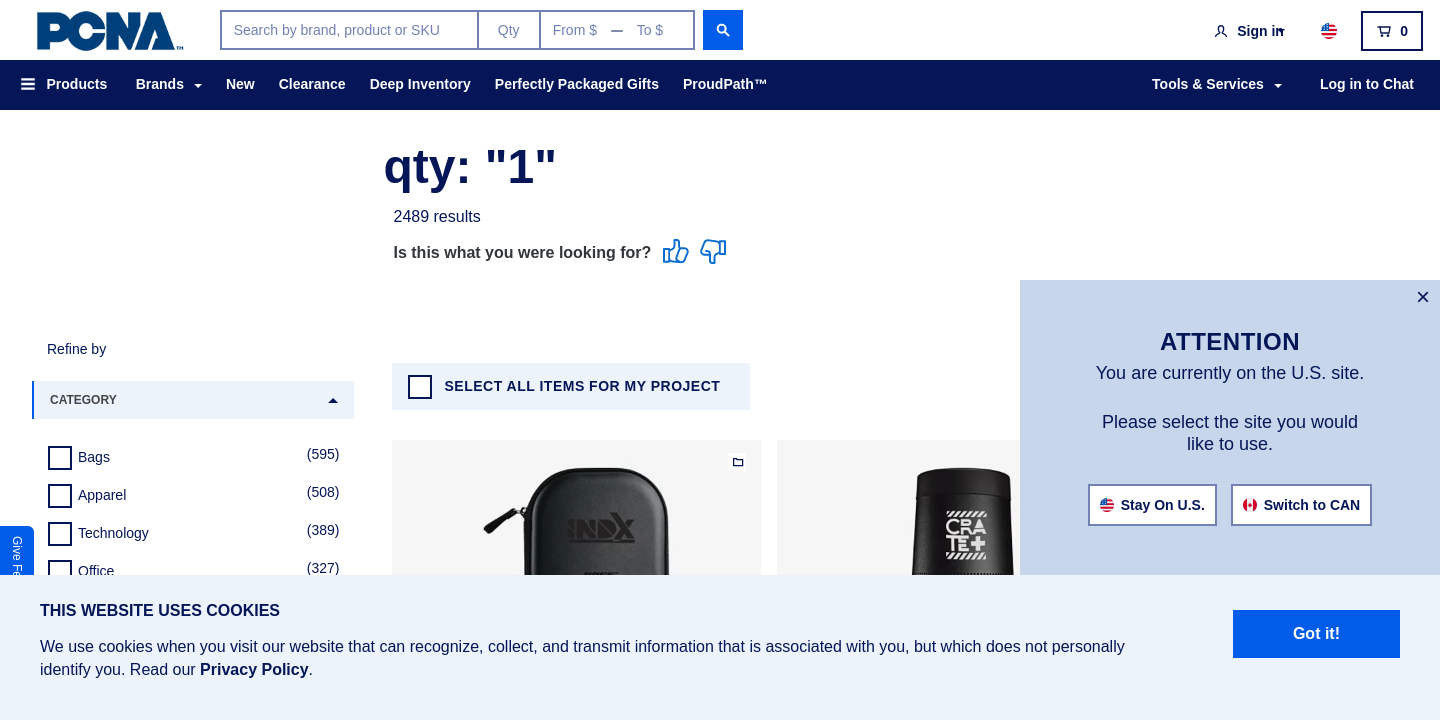 PCNA™
Search by brand, product or SKU
Qty
From $ — To $
Sign in
0
Products
Brands
New
Clearance
Deep Inventory
Perfectly Packaged Gifts
ProudPath™
Tools & Services
Log in to Chat
qty: "1"
2489 results
Is this what you were looking for?
×
ATTENTION
You are currently on the U.S. site.
Please select the site you would
like to use.
Stay On U.S.
Switch to CAN
Refine by
CATEGORY
SELECT ALL ITEMS FOR MY PROJECT
Bags (595)
Apparel (508)
Technology (389)
Office (327)
INDX
CRATE+
Give Fe
THIS WEBSITE USES COOKIES
We use cookies when you visit our website that can recognize, collect, and transmit information that is associated with you, but which does not personally
identify you. Read our Privacy Policy.
Got it!